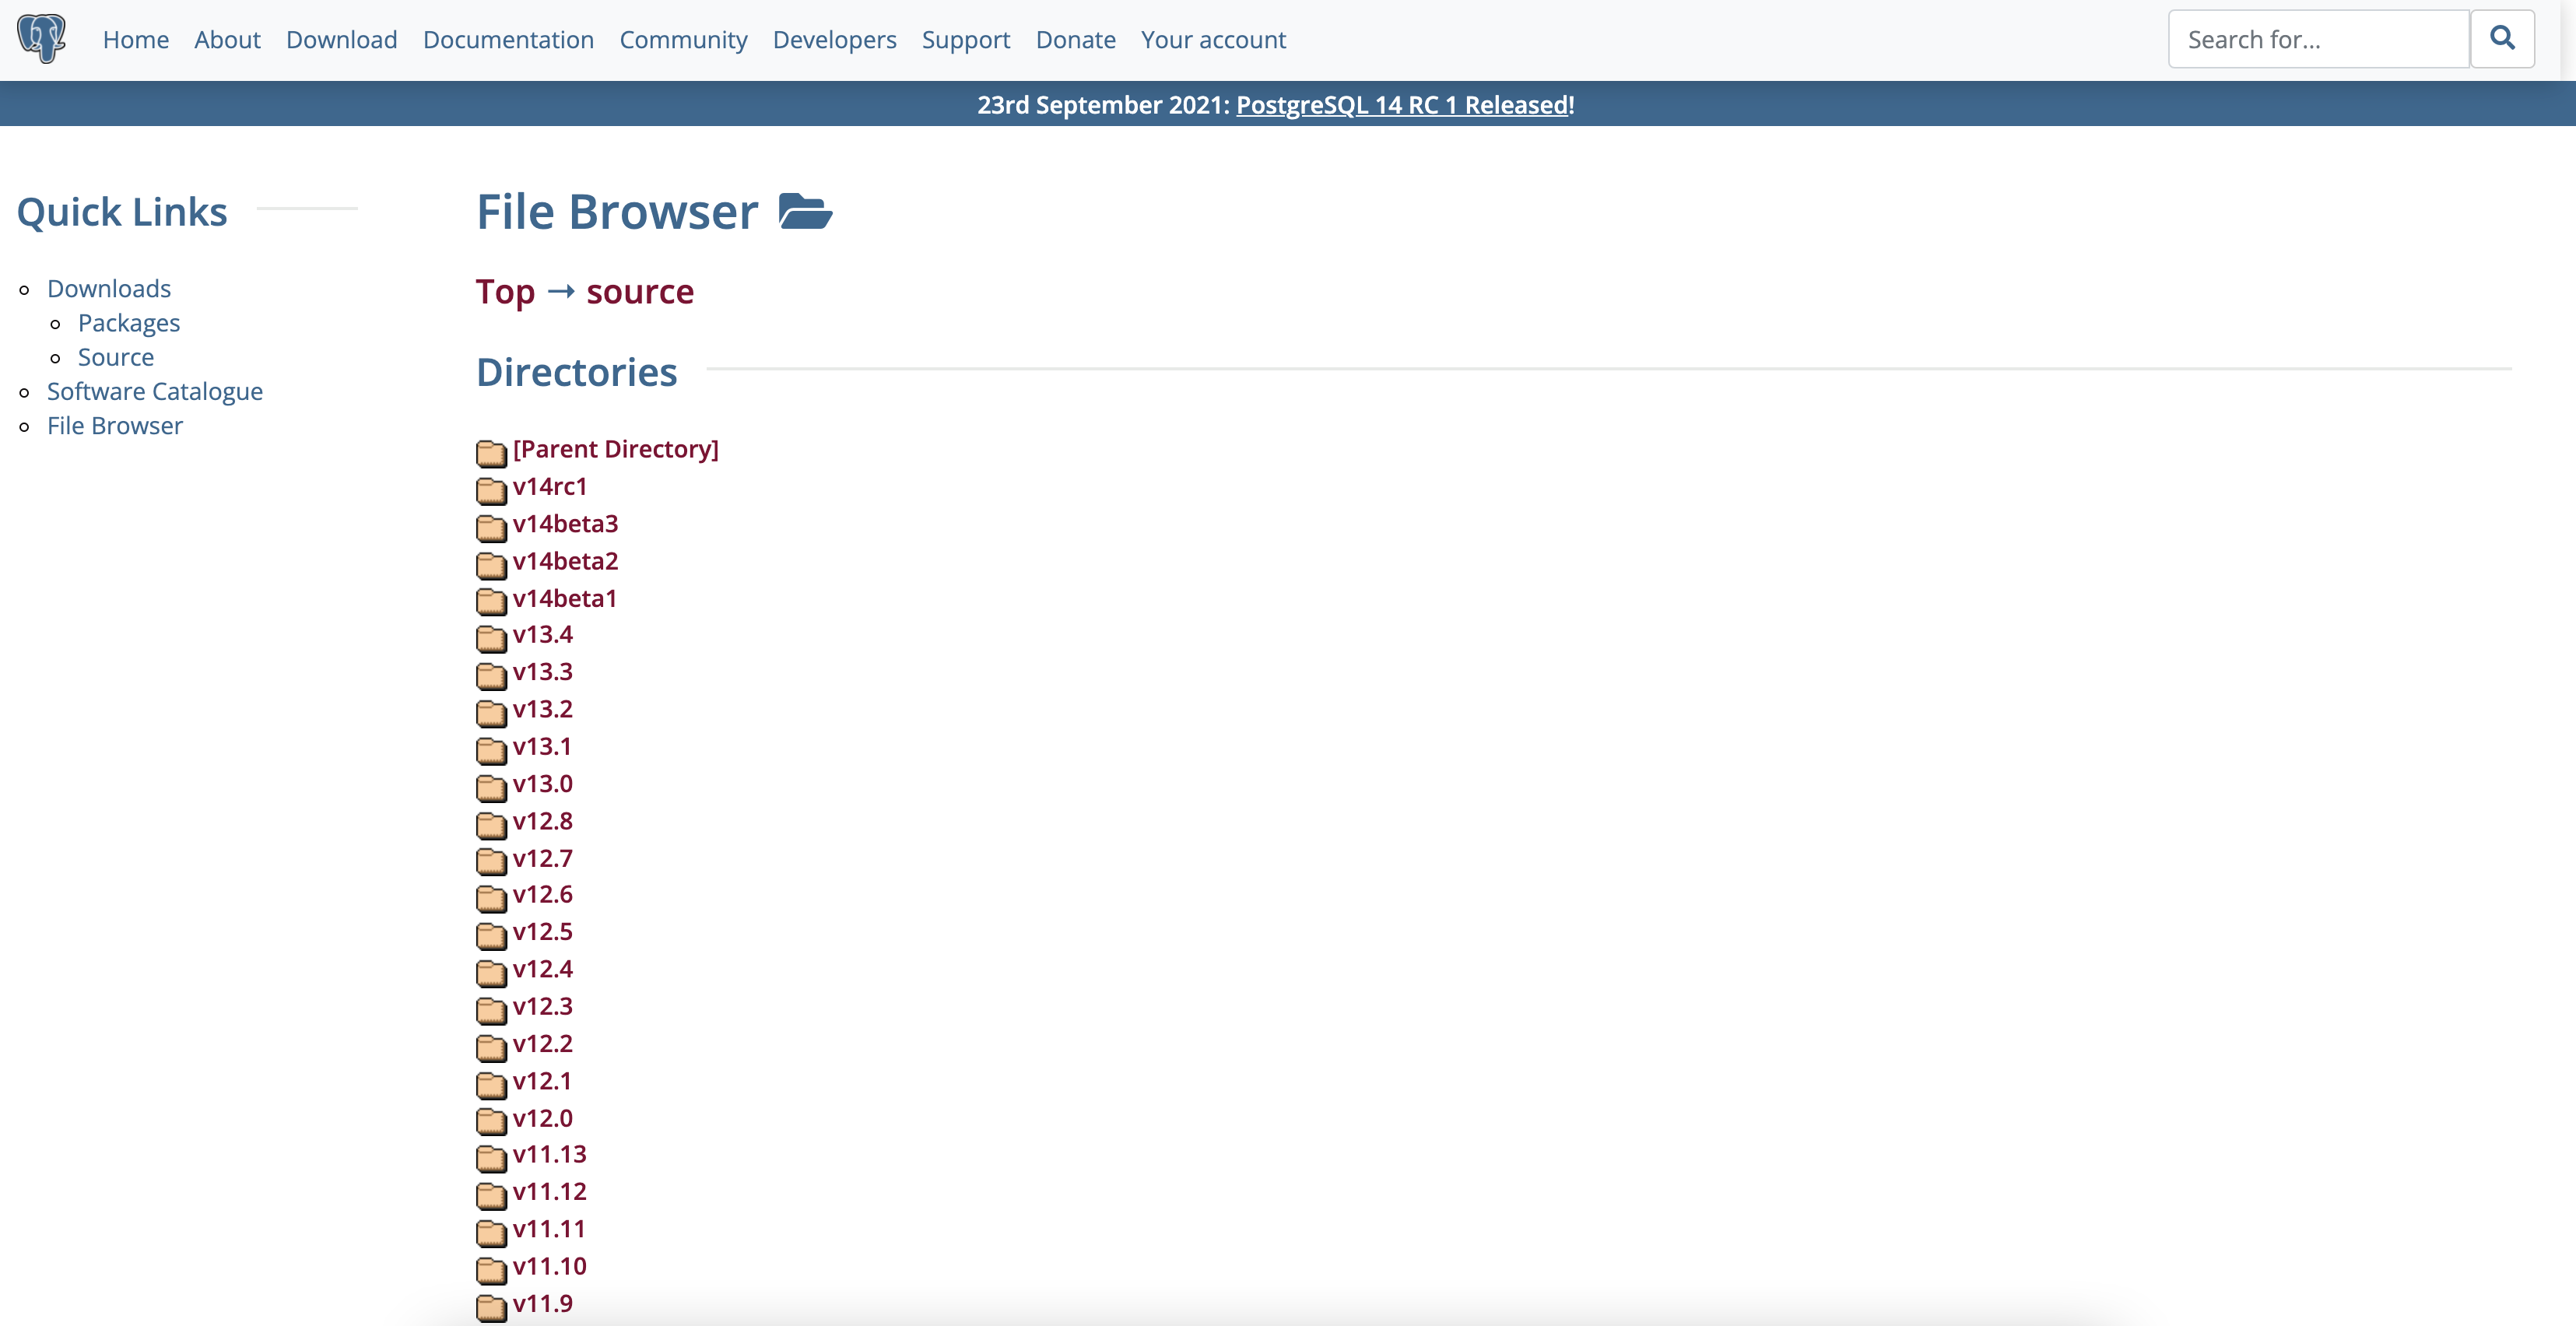 Home About Download Documentation Community Developers Support Donate Your account Search for...
23rd September 2021: PostgreSQL 14 RC 1 Released!
Quick Links
Downloads
Packages
Source
Software Catalogue
File Browser
File Browser
Top → source
Directories
[Parent Directory]
v14rc1
v14beta3
v14beta2
v14beta1
v13.4
v13.3
v13.2
v13.1
v13.0
v12.8
v12.7
v12.6
v12.5
v12.4
v12.3
v12.2
v12.1
v12.0
v11.13
v11.12
v11.11
v11.10
v11.9